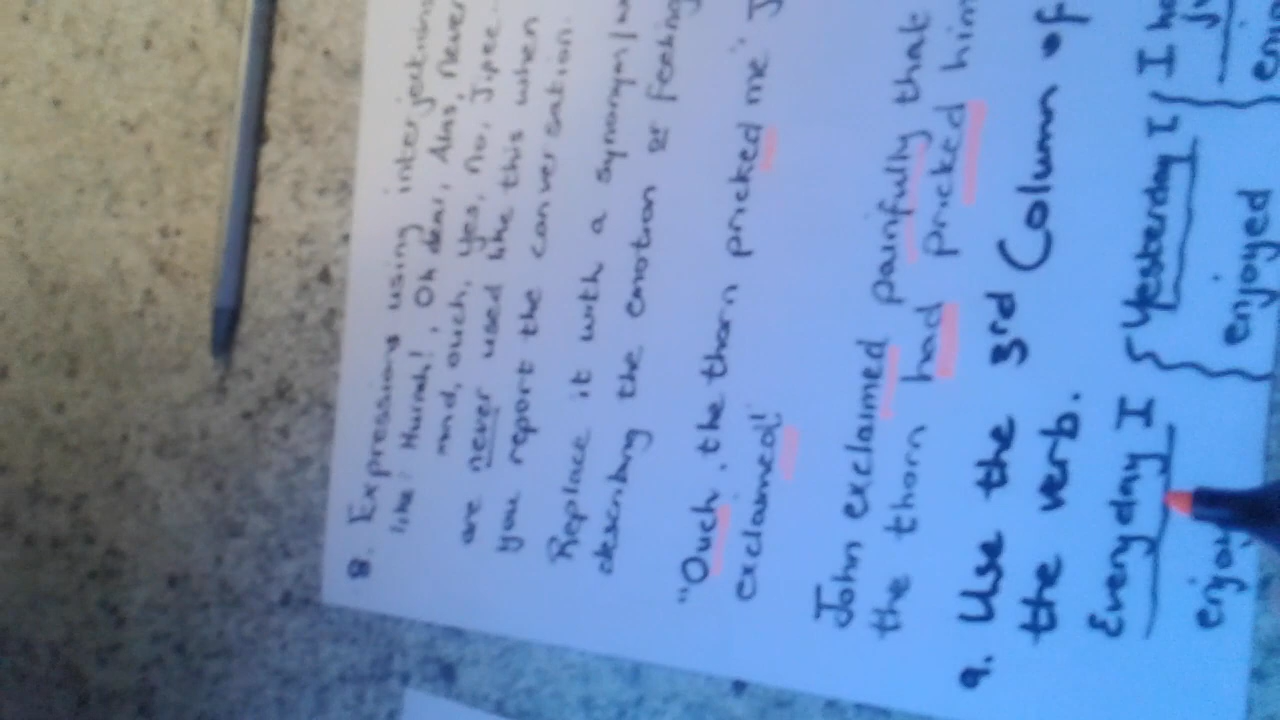 8. Expressions using interjections
like: Hurrah!, Oh dear, Alas, never
mind, ouch, Yes, No, Jipee.
are never used like this when
you report the conversation.
Replace it with a synonym/w
describing the emotion or feeling
"Ouch, the thorn pricked me" J
exclaimed!
John exclaimed painfully that
the thorn had pricked him
9. Use the 3rd Column of
the verb.
Everyday I { Yesterday I { I ha
enjoy { enjoyed { enjo